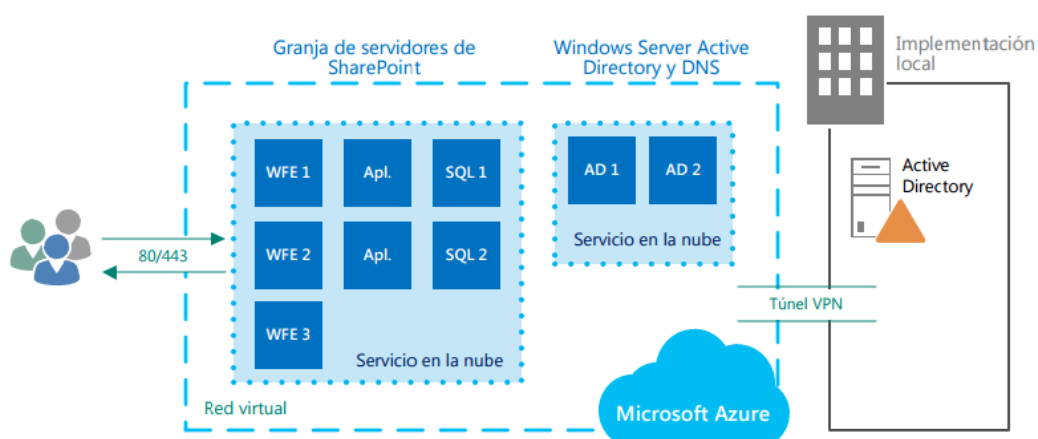 Granja de servidores de
SharePoint
Windows Server Active
Directory y DNS
Implementación
local
WFE 1
Apl.
SQL 1
AD 1
AD 2
Active
Directory
WFE 2
Apl.
SQL 2
Servicio en la nube
80/443
Túnel VPN
WFE 3
Servicio en la nube
Red virtual
Microsoft Azure